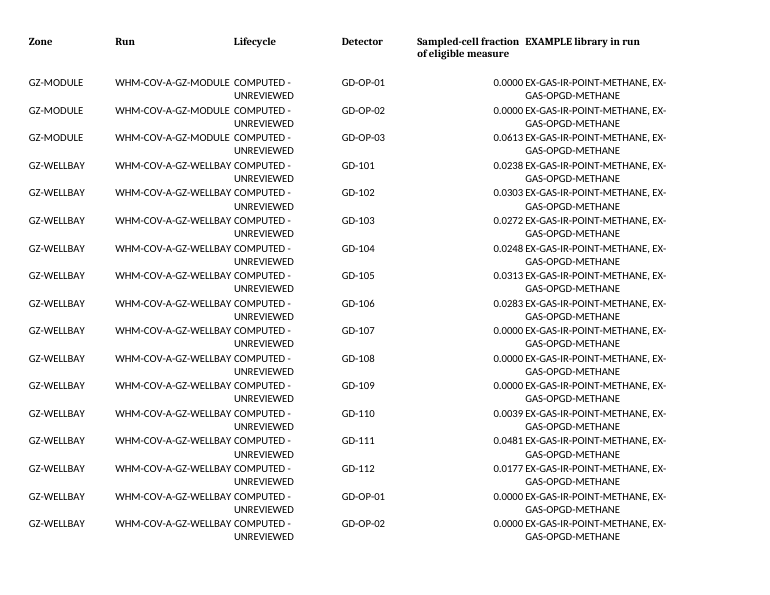 Zone Run Lifecycle Detector Sampled-cell fraction EXAMPLE library in run
of eligible measure
GZ-MODULE WHM-COV-A-GZ-MODULE COMPUTED - GD-OP-01 0.0000 EX-GAS-IR-POINT-METHANE, EX-
UNREVIEWED GAS-OPGD-METHANE
GZ-MODULE WHM-COV-A-GZ-MODULE COMPUTED - GD-OP-02 0.0000 EX-GAS-IR-POINT-METHANE, EX-
UNREVIEWED GAS-OPGD-METHANE
GZ-MODULE WHM-COV-A-GZ-MODULE COMPUTED - GD-OP-03 0.0613 EX-GAS-IR-POINT-METHANE, EX-
UNREVIEWED GAS-OPGD-METHANE
GZ-WELLBAY WHM-COV-A-GZ-WELLBAY COMPUTED - GD-101 0.0238 EX-GAS-IR-POINT-METHANE, EX-
UNREVIEWED GAS-OPGD-METHANE
GZ-WELLBAY WHM-COV-A-GZ-WELLBAY COMPUTED - GD-102 0.0303 EX-GAS-IR-POINT-METHANE, EX-
UNREVIEWED GAS-OPGD-METHANE
GZ-WELLBAY WHM-COV-A-GZ-WELLBAY COMPUTED - GD-103 0.0272 EX-GAS-IR-POINT-METHANE, EX-
UNREVIEWED GAS-OPGD-METHANE
GZ-WELLBAY WHM-COV-A-GZ-WELLBAY COMPUTED - GD-104 0.0248 EX-GAS-IR-POINT-METHANE, EX-
UNREVIEWED GAS-OPGD-METHANE
GZ-WELLBAY WHM-COV-A-GZ-WELLBAY COMPUTED - GD-105 0.0313 EX-GAS-IR-POINT-METHANE, EX-
UNREVIEWED GAS-OPGD-METHANE
GZ-WELLBAY WHM-COV-A-GZ-WELLBAY COMPUTED - GD-106 0.0283 EX-GAS-IR-POINT-METHANE, EX-
UNREVIEWED GAS-OPGD-METHANE
GZ-WELLBAY WHM-COV-A-GZ-WELLBAY COMPUTED - GD-107 0.0000 EX-GAS-IR-POINT-METHANE, EX-
UNREVIEWED GAS-OPGD-METHANE
GZ-WELLBAY WHM-COV-A-GZ-WELLBAY COMPUTED - GD-108 0.0000 EX-GAS-IR-POINT-METHANE, EX-
UNREVIEWED GAS-OPGD-METHANE
GZ-WELLBAY WHM-COV-A-GZ-WELLBAY COMPUTED - GD-109 0.0000 EX-GAS-IR-POINT-METHANE, EX-
UNREVIEWED GAS-OPGD-METHANE
GZ-WELLBAY WHM-COV-A-GZ-WELLBAY COMPUTED - GD-110 0.0039 EX-GAS-IR-POINT-METHANE, EX-
UNREVIEWED GAS-OPGD-METHANE
GZ-WELLBAY WHM-COV-A-GZ-WELLBAY COMPUTED - GD-111 0.0481 EX-GAS-IR-POINT-METHANE, EX-
UNREVIEWED GAS-OPGD-METHANE
GZ-WELLBAY WHM-COV-A-GZ-WELLBAY COMPUTED - GD-112 0.0177 EX-GAS-IR-POINT-METHANE, EX-
UNREVIEWED GAS-OPGD-METHANE
GZ-WELLBAY WHM-COV-A-GZ-WELLBAY COMPUTED - GD-OP-01 0.0000 EX-GAS-IR-POINT-METHANE, EX-
UNREVIEWED GAS-OPGD-METHANE
GZ-WELLBAY WHM-COV-A-GZ-WELLBAY COMPUTED - GD-OP-02 0.0000 EX-GAS-IR-POINT-METHANE, EX-
UNREVIEWED GAS-OPGD-METHANE